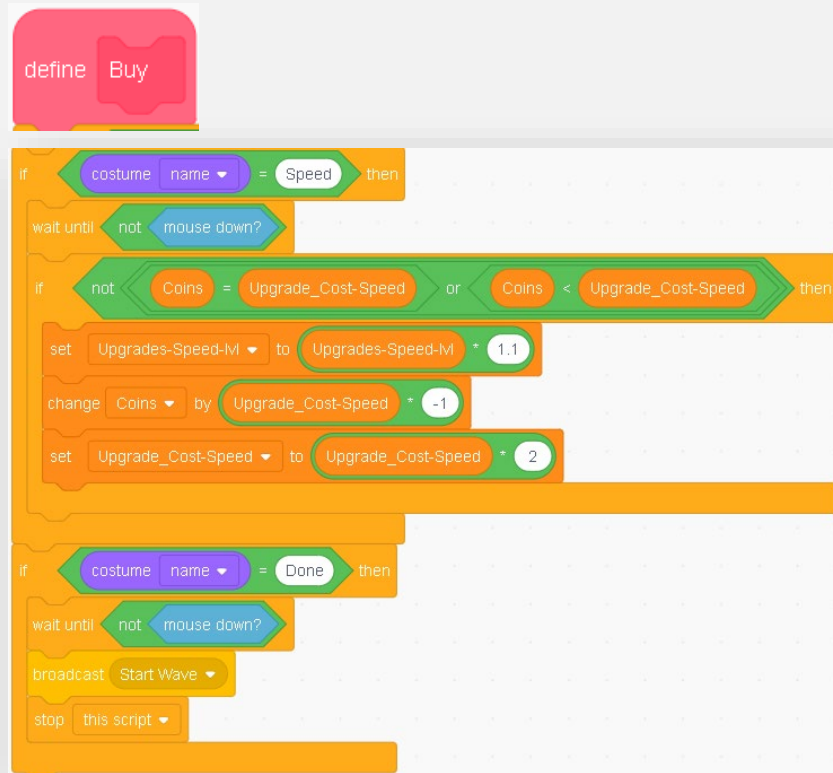 define Buy
if costume name = Speed then
wait until not mouse down?
if not Coins = Upgrade_Cost-Speed or Coins < Upgrade_Cost-Speed then
set Upgrades-Speed-lvl to Upgrades-Speed-lvl * 1.1
change Coins by Upgrade_Cost-Speed * -1
set Upgrade_Cost-Speed to Upgrade_Cost-Speed * 2
if costume name = Done then
wait until not mouse down?
broadcast Start Wave
stop this script